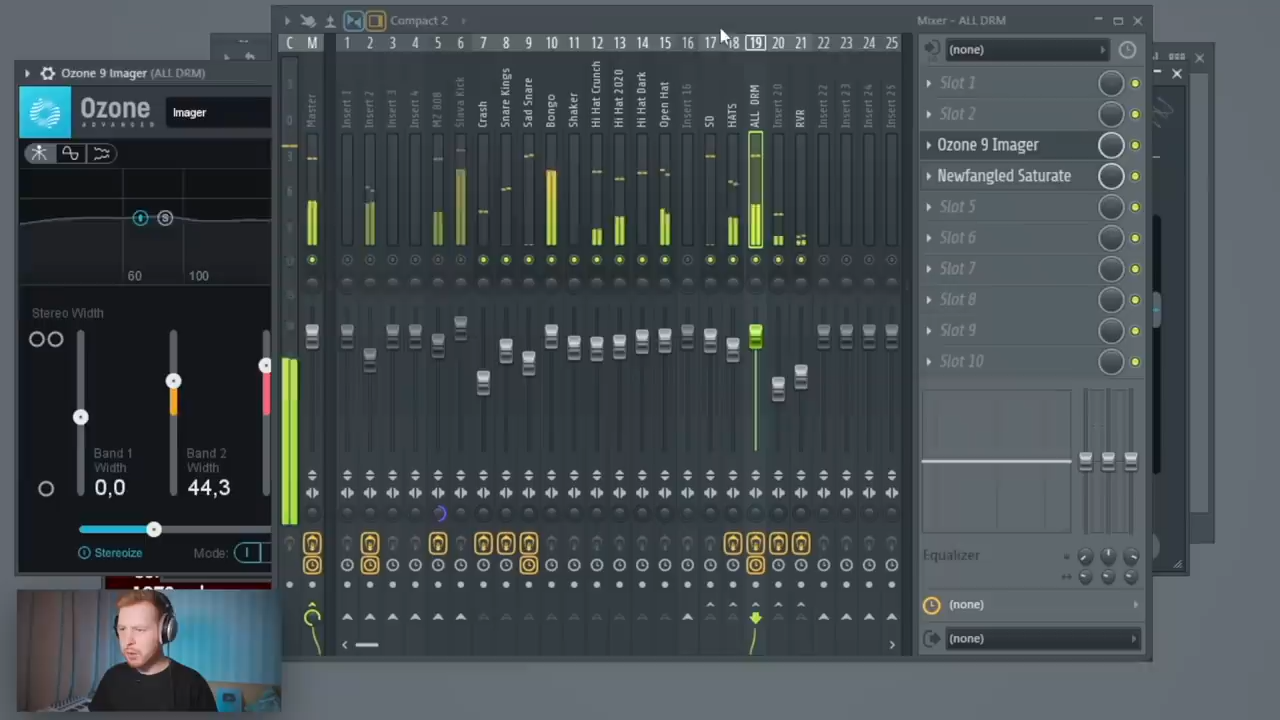 Compact 2
Mixer - ALL DRM
C M 1 2 3 4 5 6 7 8 9 10 11 12 13 14 15 16 17 18 19 20 21 22 23 24 25
Master
Insert 1
Insert 2
Insert 3
Insert 4
MZ 808
Slava Kick
Crash
Snare Kings
Sad Snare
Bongo
Shaker
Hi Hat Crunch
Hi Hat 2020
Hi Hat Dark
Open Hat
Insert 16
SD
HATS
ALL DRM
Insert 20
RVR
Insert 22
Insert 23
Insert 24
Insert 25
(none)
Slot 1
Slot 2
Ozone 9 Imager
Newfangled Saturate
Slot 5
Slot 6
Slot 7
Slot 8
Slot 9
Slot 10
Equalizer
(none)
(none)
Ozone 9 Imager (ALL DRM)
Ozone
ADVANCED
Imager
60 100
Stereo Width
Band 1 Band 2
Width Width
0,0 44,3
Stereoize Mode: I